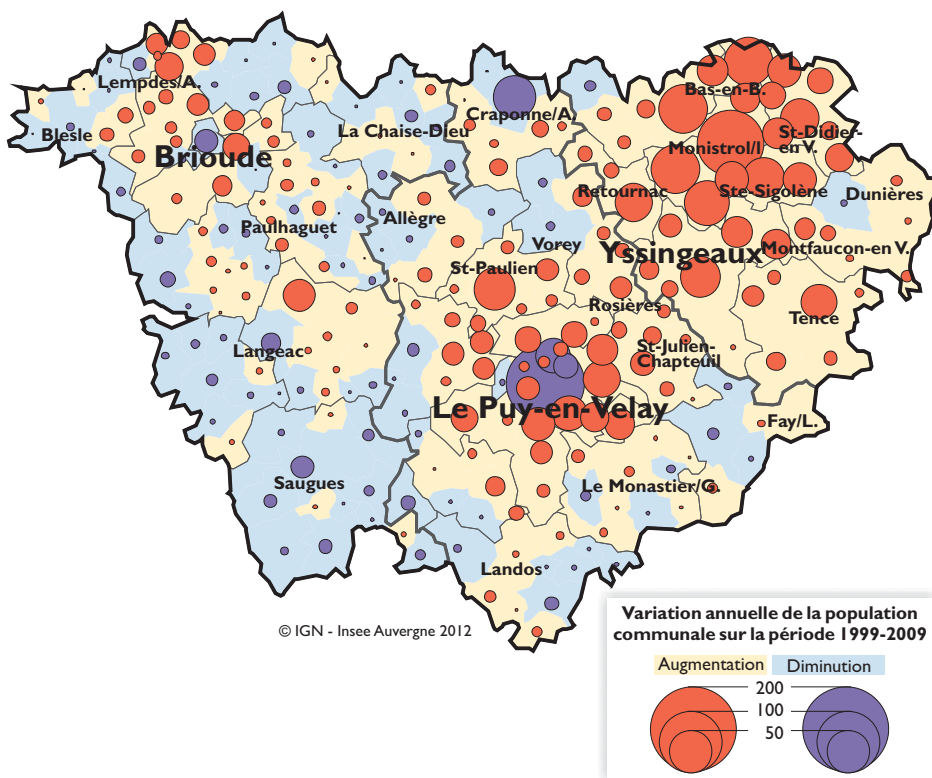 Lempdes/A.
Blesle
Brioude
La Chaise-Dieu
Craponne/A.
Bas-en-B.
Monistrol/l
St-Didier-
en V.
Retournac
Ste-Sigolène
Dunières
Paulhaguet
Allègre
Vorey
Yssingeaux
Montfaucon-en V.
St-Paulien
Rosières
Tence
Langeac
St-Julien-
Chapteuil
Le Puy-en-Velay
Fay/L.
Saugues
Le Monastier/G.
Landos
© IGN - Insee Auvergne 2012
Variation annuelle de la population
communale sur la période 1999-2009
Augmentation
Diminution
200
100
50